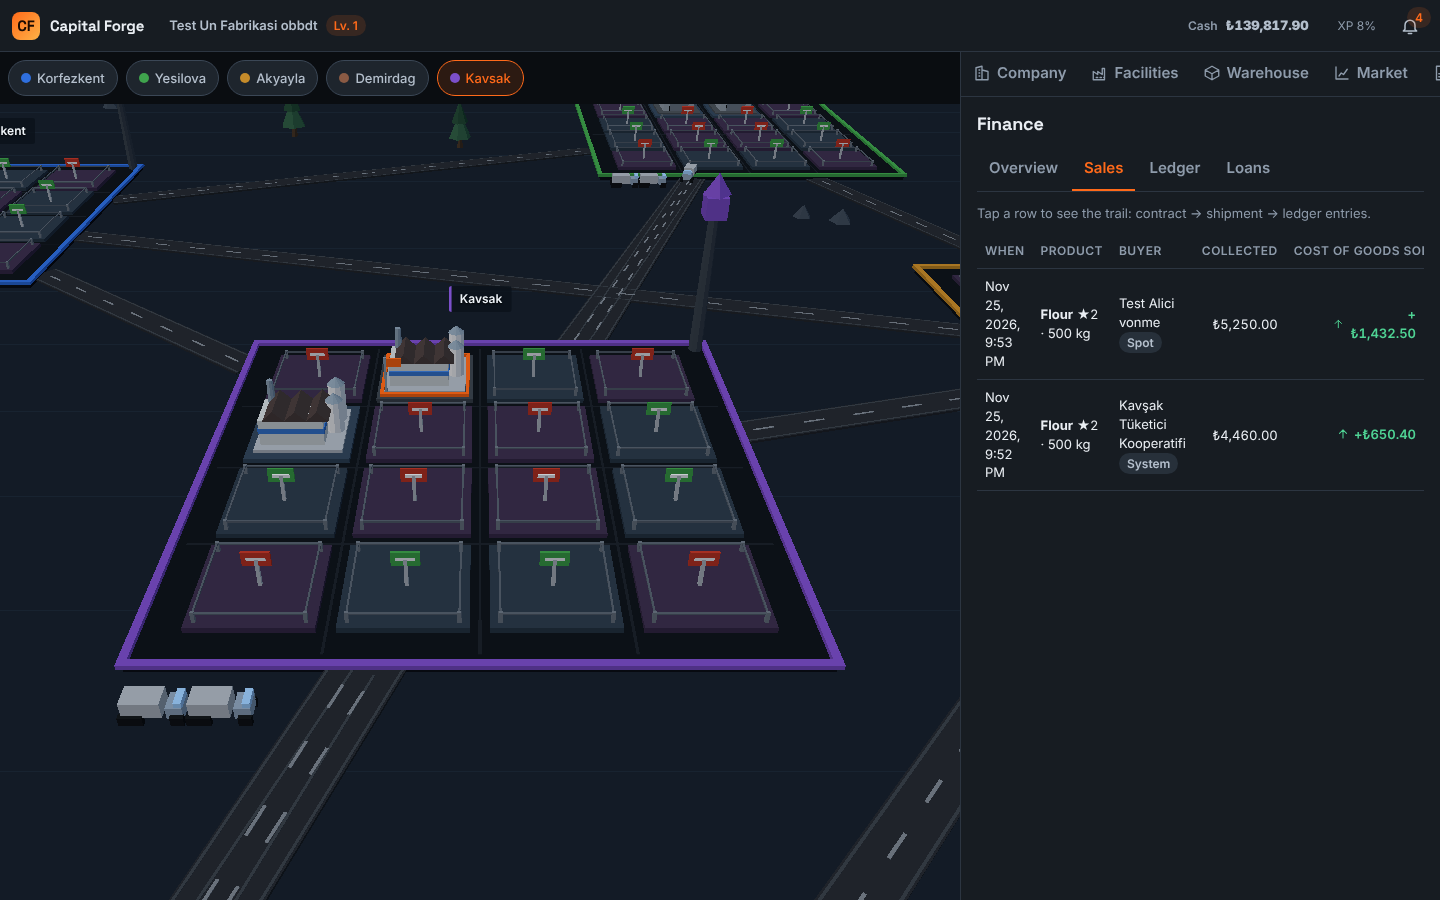 CF Capital Forge Test Un Fabrikasi obbdt Lv. 1 Cash ₺139,817.90 XP 8% 4
Korfezkent Yesilova Akyayla Demirdag Kavsak
Company Facilities Warehouse Market
kent
Kavsak
Finance
Overview Sales Ledger Loans
Tap a row to see the trail: contract → shipment → ledger entries.
WHEN PRODUCT BUYER COLLECTED COST OF GOODS SOL
Nov
25,
2026,
9:53
PM
Flour ★2
· 500 kg
Test Alici
vonme
Spot
₺5,250.00
↑ +
₺1,432.50
Nov
25,
2026,
9:52
PM
Flour ★2
· 500 kg
Kavşak
Tüketici
Kooperatifi
System
₺4,460.00
↑ +₺650.40